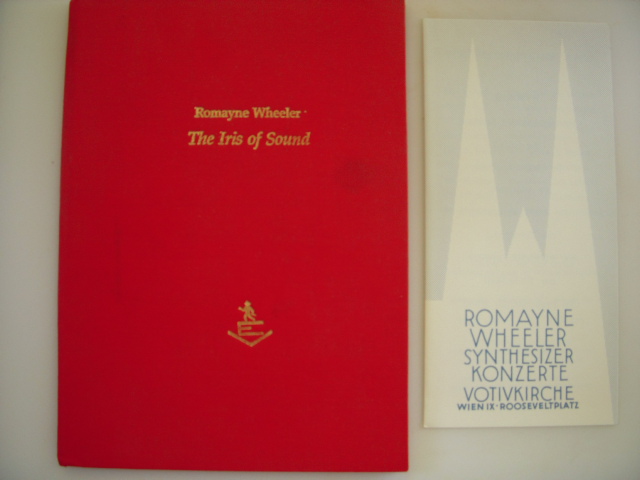 Romayne Wheeler
The Iris of Sound
ROMAYNE
WHEELER
SYNTHESIZER
KONZERTE
VOTIVKIRCHE
WIEN IX·ROOSEVELTPLATZ